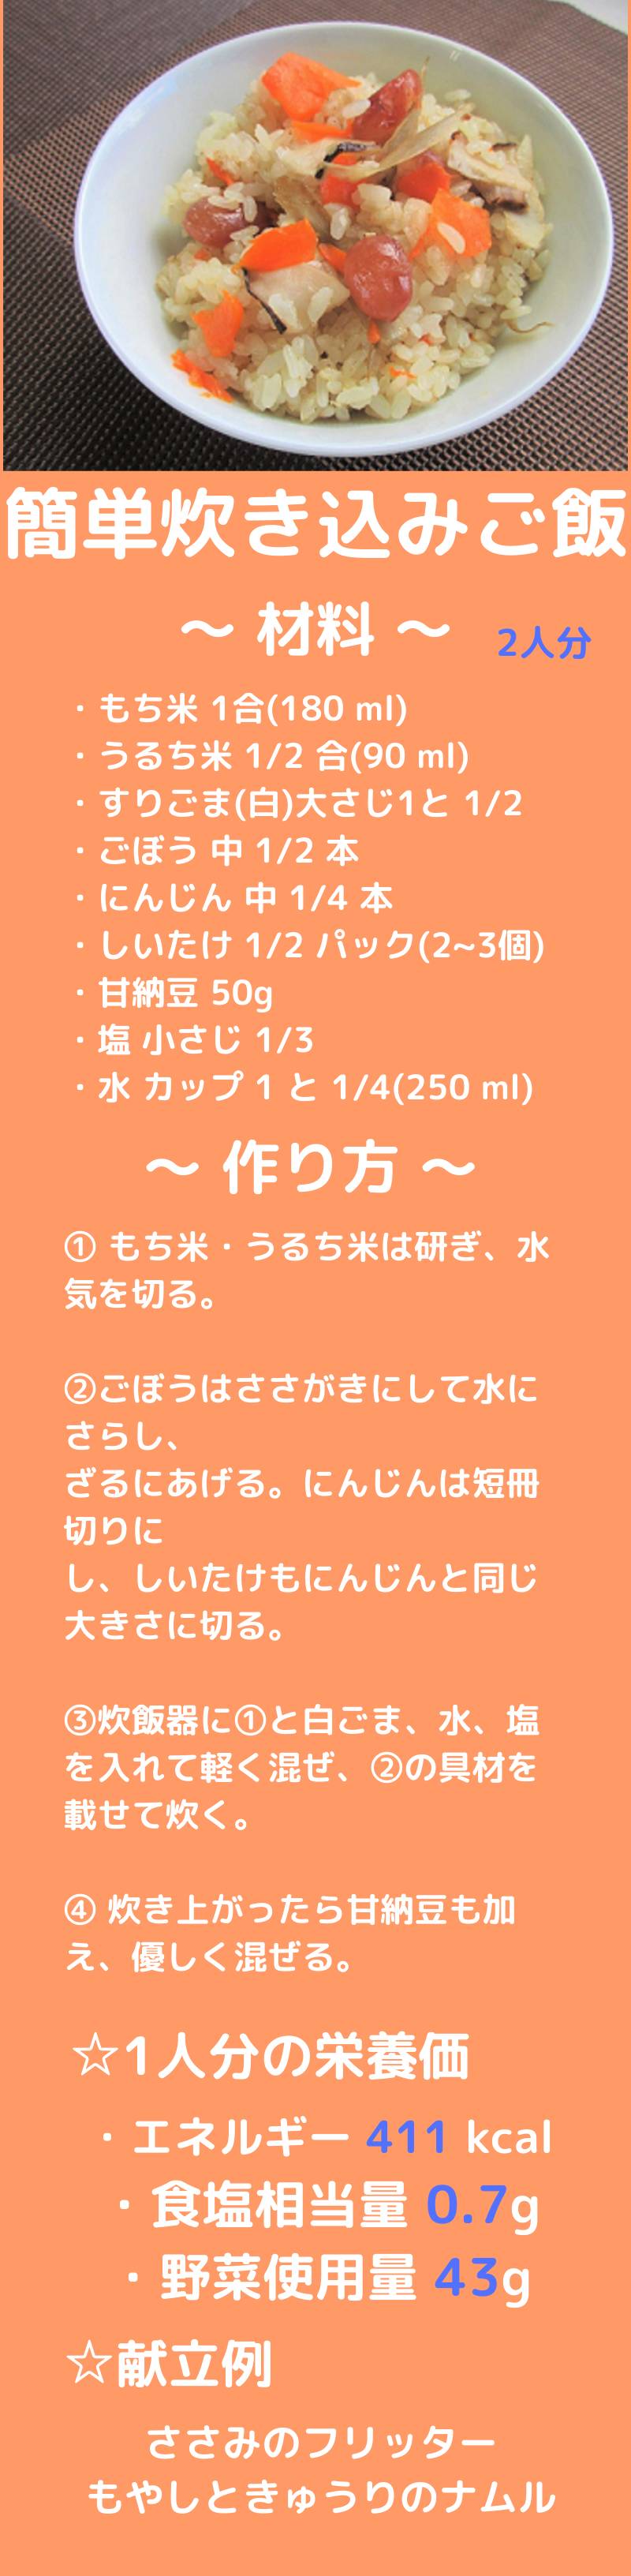 簡単炊き込みご飯
～ 材料 ～ 2人分
・もち米 1合(180 ml)
・うるち米 1/2 合(90 ml)
・すりごま(白)大さじ1と 1/2
・ごぼう 中 1/2 本
・にんじん 中 1/4 本
・しいたけ 1/2 パック(2~3個)
・甘納豆 50g
・塩 小さじ 1/3
・水 カップ 1 と 1/4(250 ml)
～ 作り方 ～
① もち米・うるち米は研ぎ、水
気を切る。
②ごぼうはささがきにして水に
さらし、
ざるにあげる。にんじんは短冊
切りに
し、しいたけもにんじんと同じ
大きさに切る。
③炊飯器に①と白ごま、水、塩
を入れて軽く混ぜ、②の具材を
載せて炊く。
④ 炊き上がったら甘納豆も加
え、優しく混ぜる。
☆1人分の栄養価
・エネルギー 411 kcal
・食塩相当量 0.7g
・野菜使用量 43g
☆献立例
ささみのフリッター
もやしときゅうりのナムル